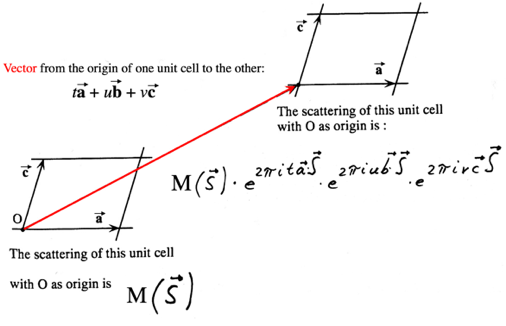 c⃗
a⃗
Vector from the origin of one unit cell to the other:
ta⃗ + ub⃗ + vc⃗
The scattering of this unit cell
with O as origin is :
M(S⃗) · e^{2πita⃗S⃗} · e^{2πiub⃗S⃗} · e^{2πivc⃗S⃗}
c⃗
O
a⃗
The scattering of this unit cell
with O as origin is M(S⃗)